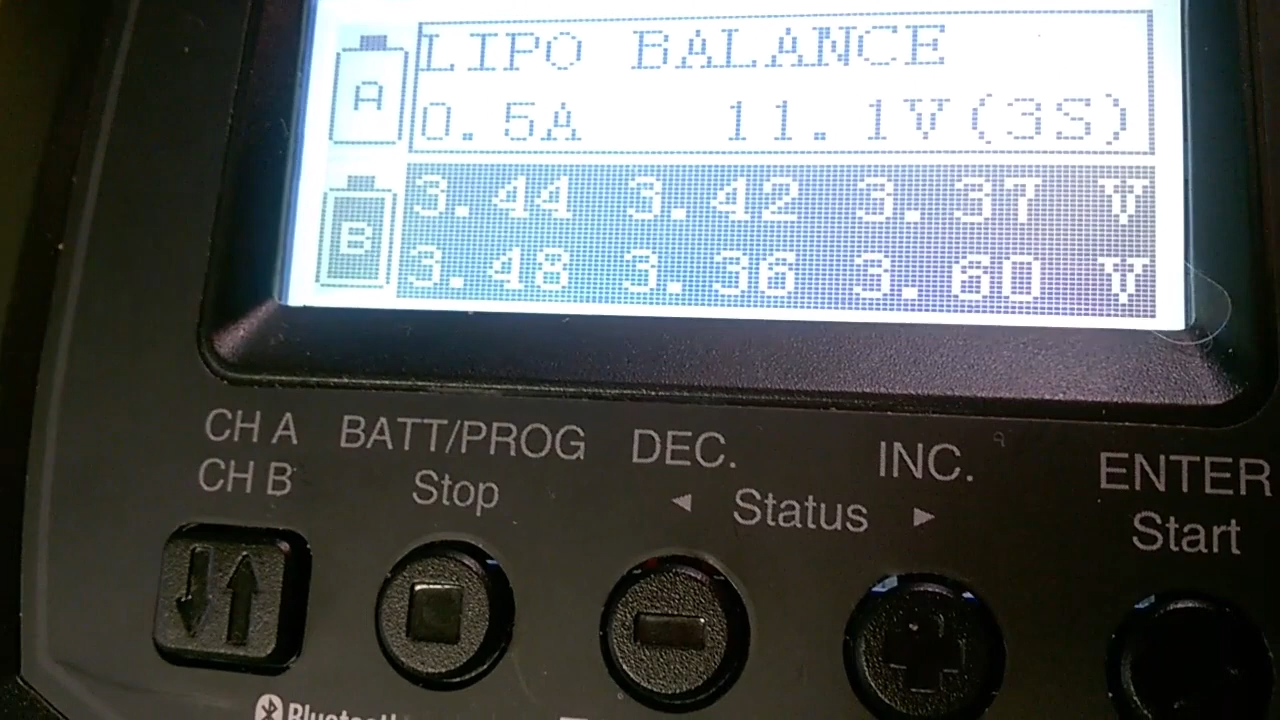 A
LIPO BALANCE
0.5A 11.1V(3S)
B
3.44 3.42 3.37 V
3.48 3.36 3.60 V
CH A BATT/PROG DEC. INC. ENTER
CH B Stop ◄ Status ► Start